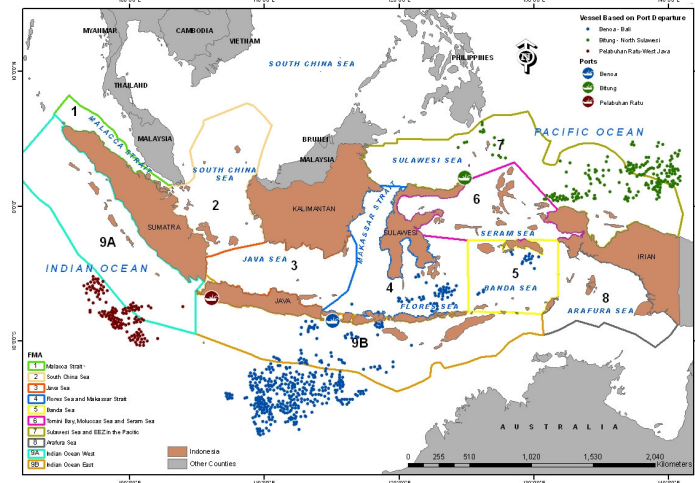 MYANMAR
CAMBODIA
VIETNAM
THAILAND
SOUTH CHINA SEA
PHILIPPINES
N
Vessel Based on Port Departure
Benoa - Bali
Bitung - North Sulawesi
Pelabuhan Ratu-West Java
Ports
Benoa
Bitung
Pelabuhan Ratu
1
MALACCA STRAIT
MALAYSIA
BRUNEI
MALAYSIA
SOUTH CHINA
SEA
SULAWESI SEA
7
PACIFIC OCEAN
2
6
KALIMANTAN
MAKASSAR STRAIT
SUMATRA
9A
SULAWESI
SERAM SEA
IRIAN
INDIAN OCEAN
JAVA SEA
3
4
5
BANDA SEA
8
ARAFURA SEA
JAVA
FLORES SEA
9B
AUSTRALIA
FMA
1 Malacca Strait
2 South China Sea
3 Java Sea
4 Flores Sea and Makassar Strait
5 Banda Sea
6 Tomini Bay, Moluccas Sea and Seram Sea
7 Sulawesi Sea and EEZ in the Pacific
8 Arafura Sea
9A Indian Ocean West
9B Indian Ocean East
Indonesia
Other Counties
0 255 510 1,020 1,530 2,040
Kilometers